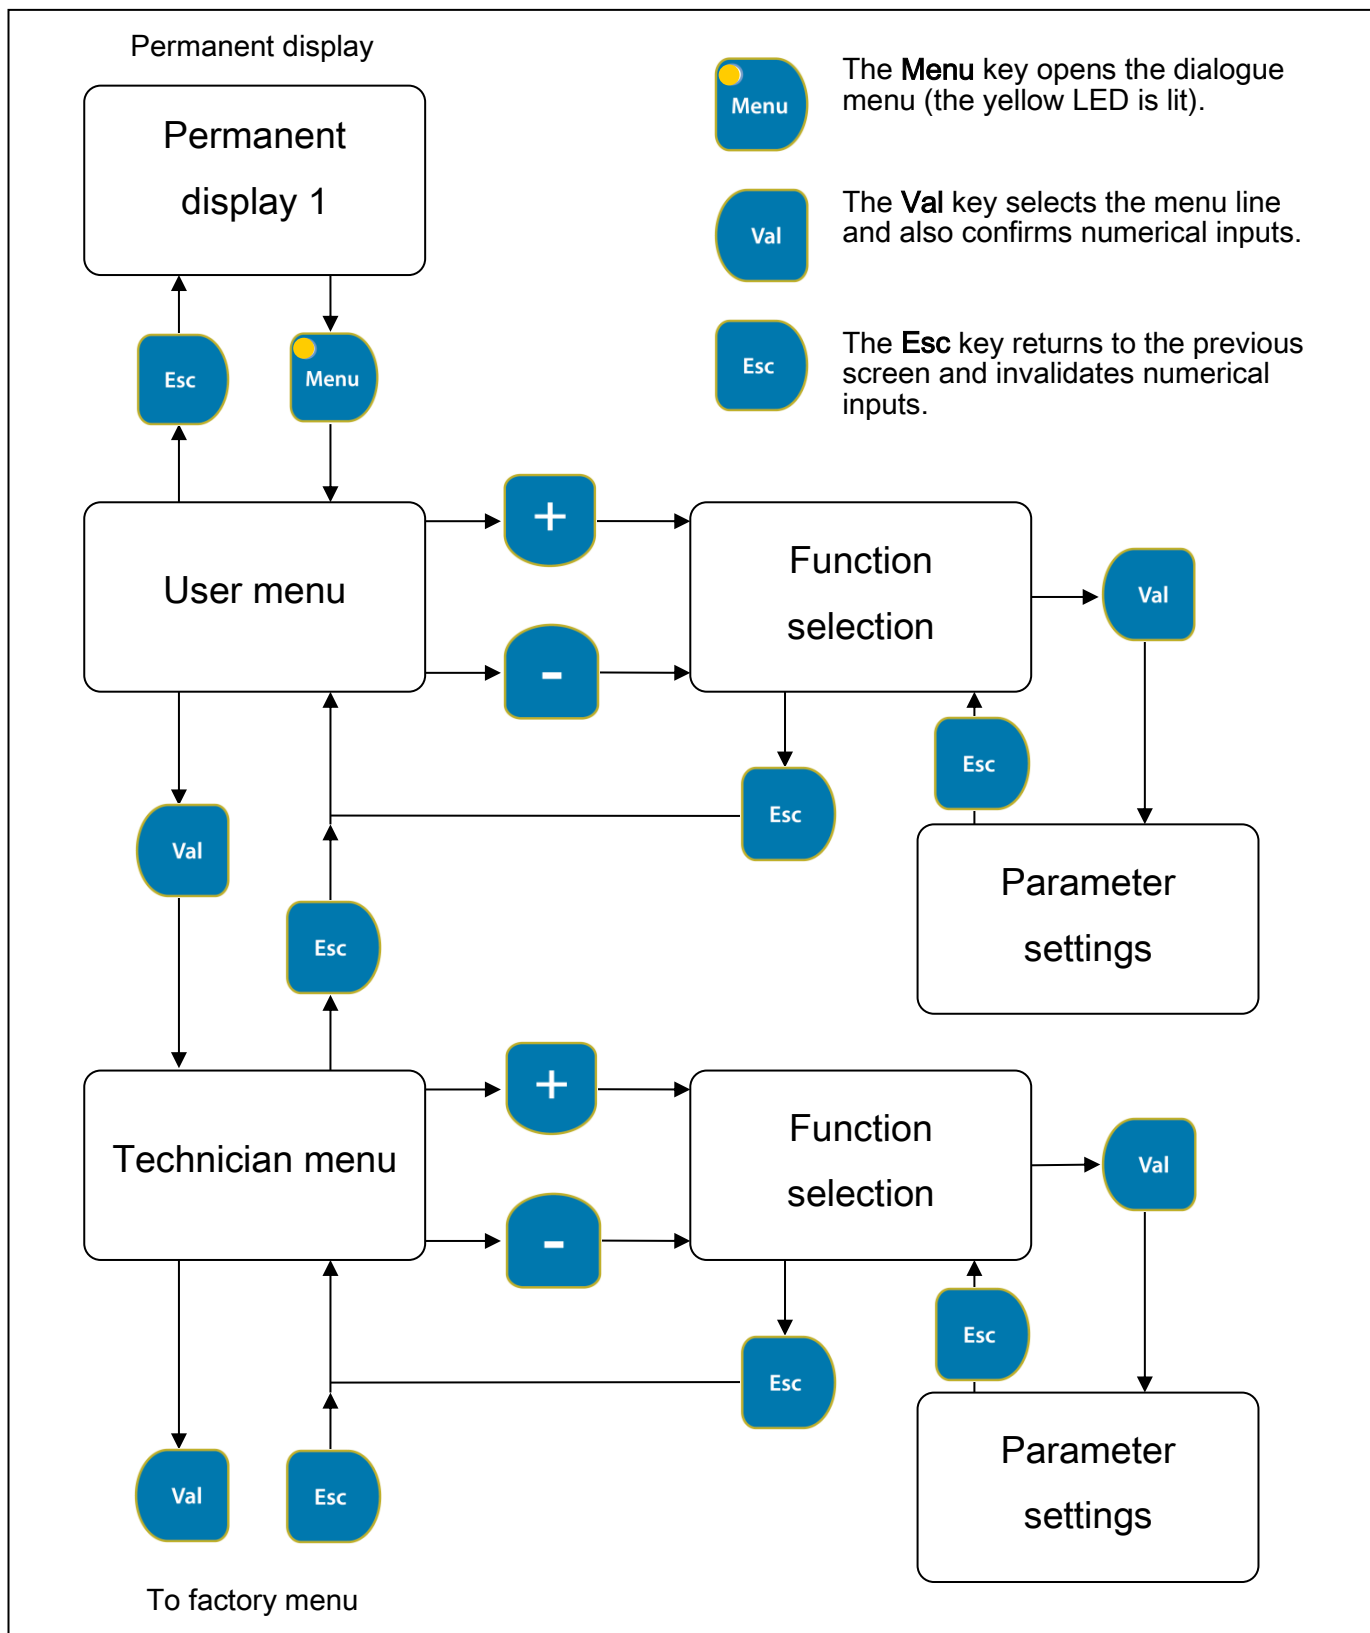 Permanent display
Permanent
display 1
Menu
The Menu key opens the dialogue
menu (the yellow LED is lit).
Val
The Val key selects the menu line
and also confirms numerical inputs.
Esc
The Esc key returns to the previous
screen and invalidates numerical
inputs.
Esc
Menu
User menu
+
-
Function
selection
Val
Esc
Esc
Val
Esc
Parameter
settings
Technician menu
+
-
Function
selection
Val
Esc
Esc
Val
Esc
Parameter
settings
To factory menu